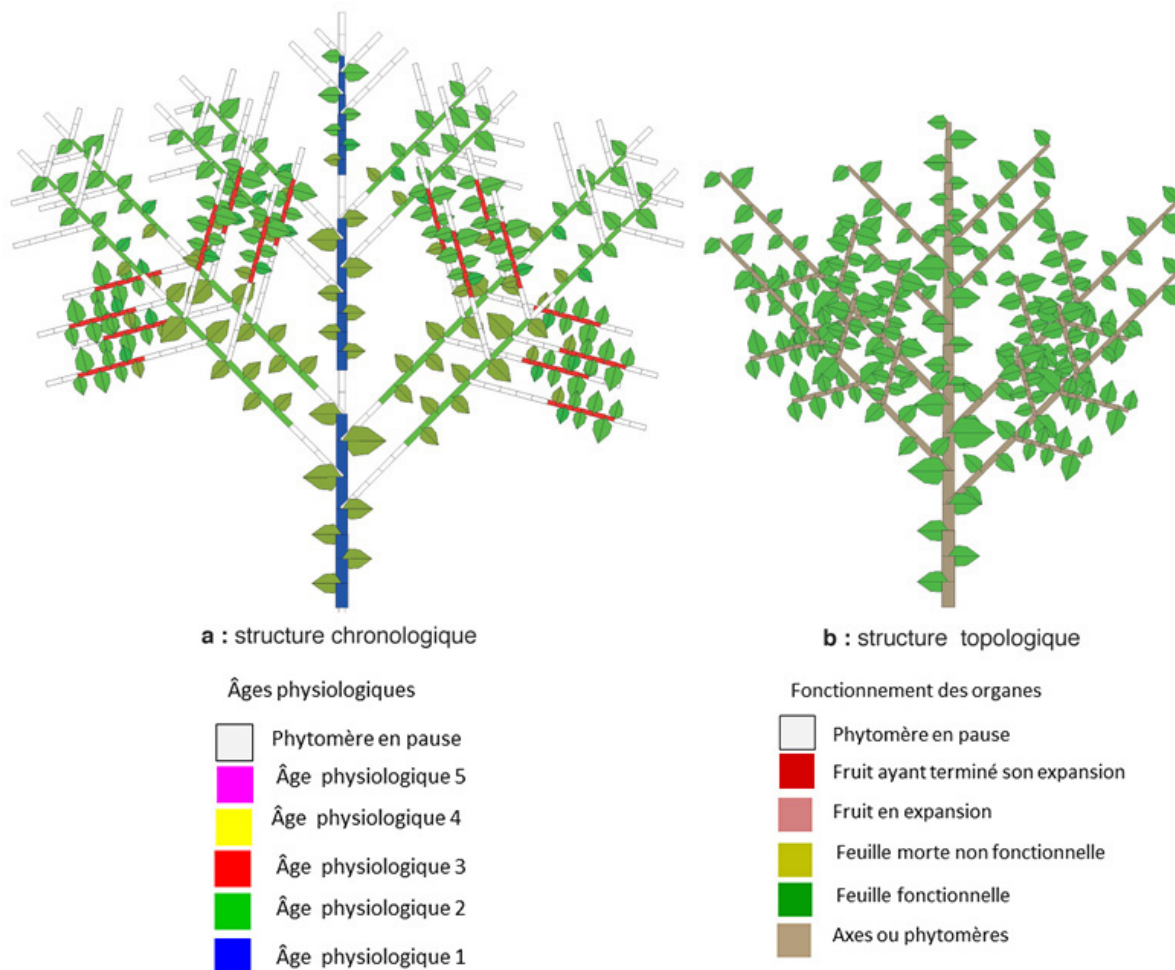 a : structure chronologique
b : structure topologique
Âges physiologiques
Phytomère en pause
Âge physiologique 5
Âge physiologique 4
Âge physiologique 3
Âge physiologique 2
Âge physiologique 1
Fonctionnement des organes
Phytomère en pause
Fruit ayant terminé son expansion
Fruit en expansion
Feuille morte non fonctionnelle
Feuille fonctionnelle
Axes ou phytomères